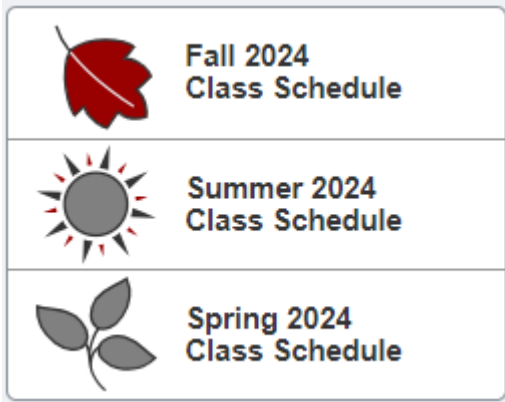 Fall 2024
Class Schedule
Summer 2024
Class Schedule
Spring 2024
Class Schedule